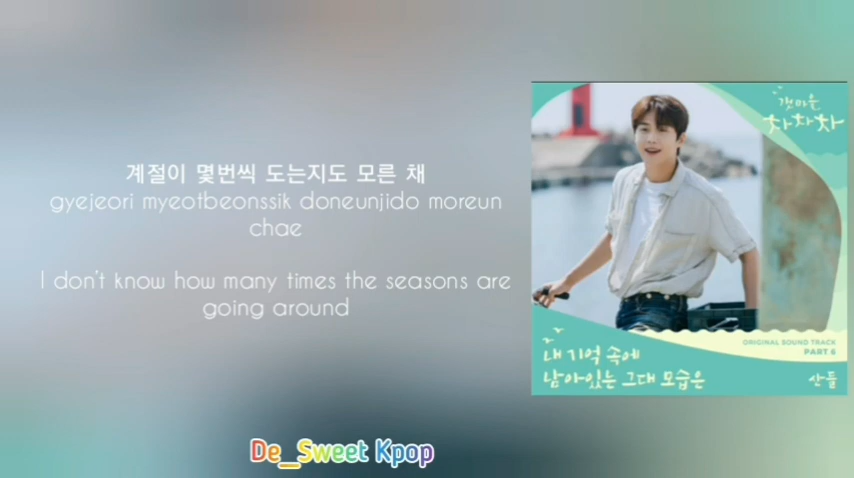 계절이 몇번씩 도는지도 모른 채
gyejeori myeotbeonssik doneunjido moreun
chae
I don't know how many times the seasons are
going around
갯마을
차차차
ORIGINAL SOUND TRACK
PART 6
내 기억 속에
남아있는 그대 모습은
산들
De_Sweet Kpop